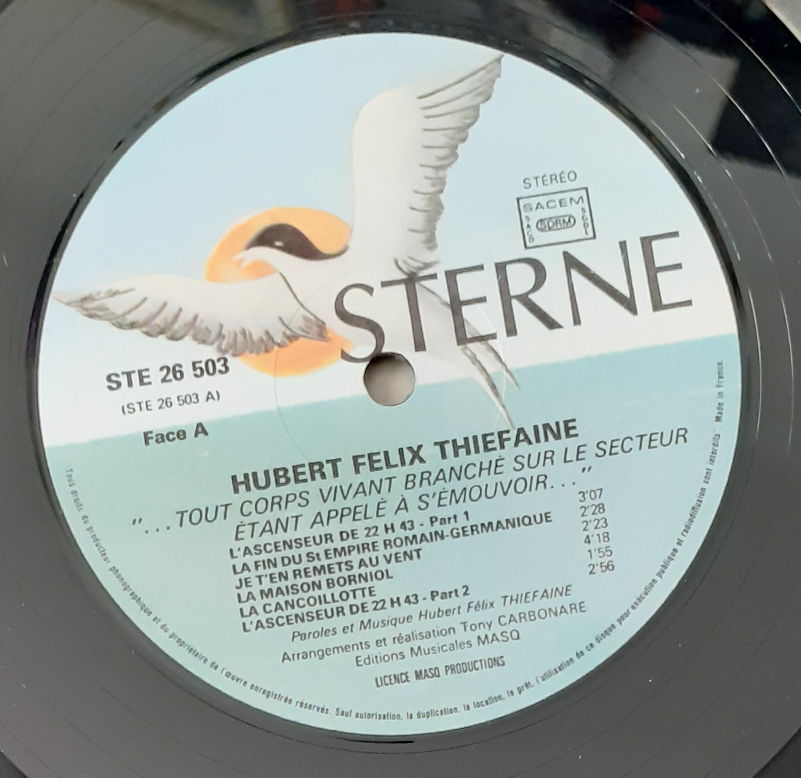 STÉRÉO
SACEM
SACD SDRM SGDL
STERNE
STE 26 503
(STE 26 503 A)
Face A
HUBERT FELIX THIEFAINE
"...TOUT CORPS VIVANT BRANCHÉ SUR LE SECTEUR
ÉTANT APPELÉ À S'ÉMOUVOIR..."
L'ASCENSEUR DE 22 H 43 - Part 1 3'07
LA FIN DU St EMPIRE ROMAIN-GERMANIQUE 2'28
JE T'EN REMETS AU VENT 2'23
LA MAISON BORNIOL 4'18
LA CANCOILLOTTE 1'55
L'ASCENSEUR DE 22 H 43 - Part 2 2'56
Paroles et Musique Hubert Félix THIEFAINE
Arrangements et réalisation Tony CARBONARE
Editions Musicales MASQ
LICENCE MASQ PRODUCTIONS
Tous droits du producteur phonographique et du propriétaire de l'œuvre enregistrée réservés. Sauf autorisation, la duplication, la location, le prêt, l'utilisation de ce disque pour exécution publique et radiodiffusion sont interdits. Made in France.